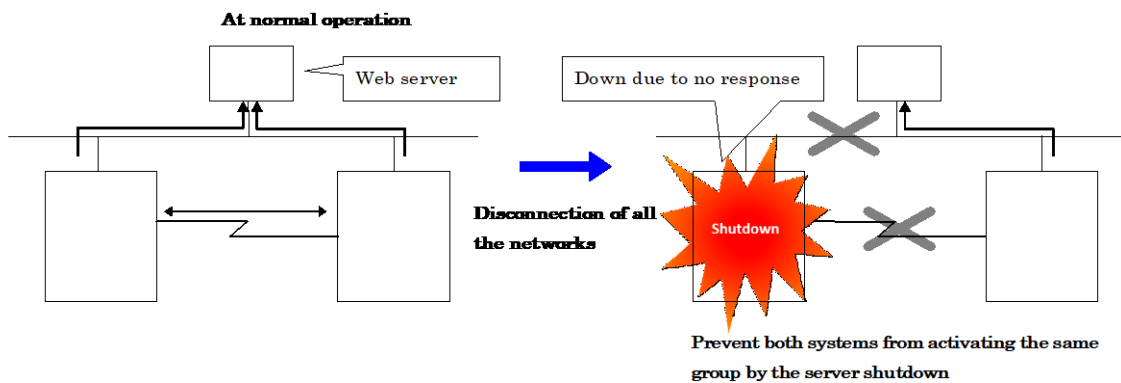 At normal operation
Web server
Down due to no response
Disconnection of all
the networks
Shutdown
Prevent both systems from activating the same
group by the server shutdown